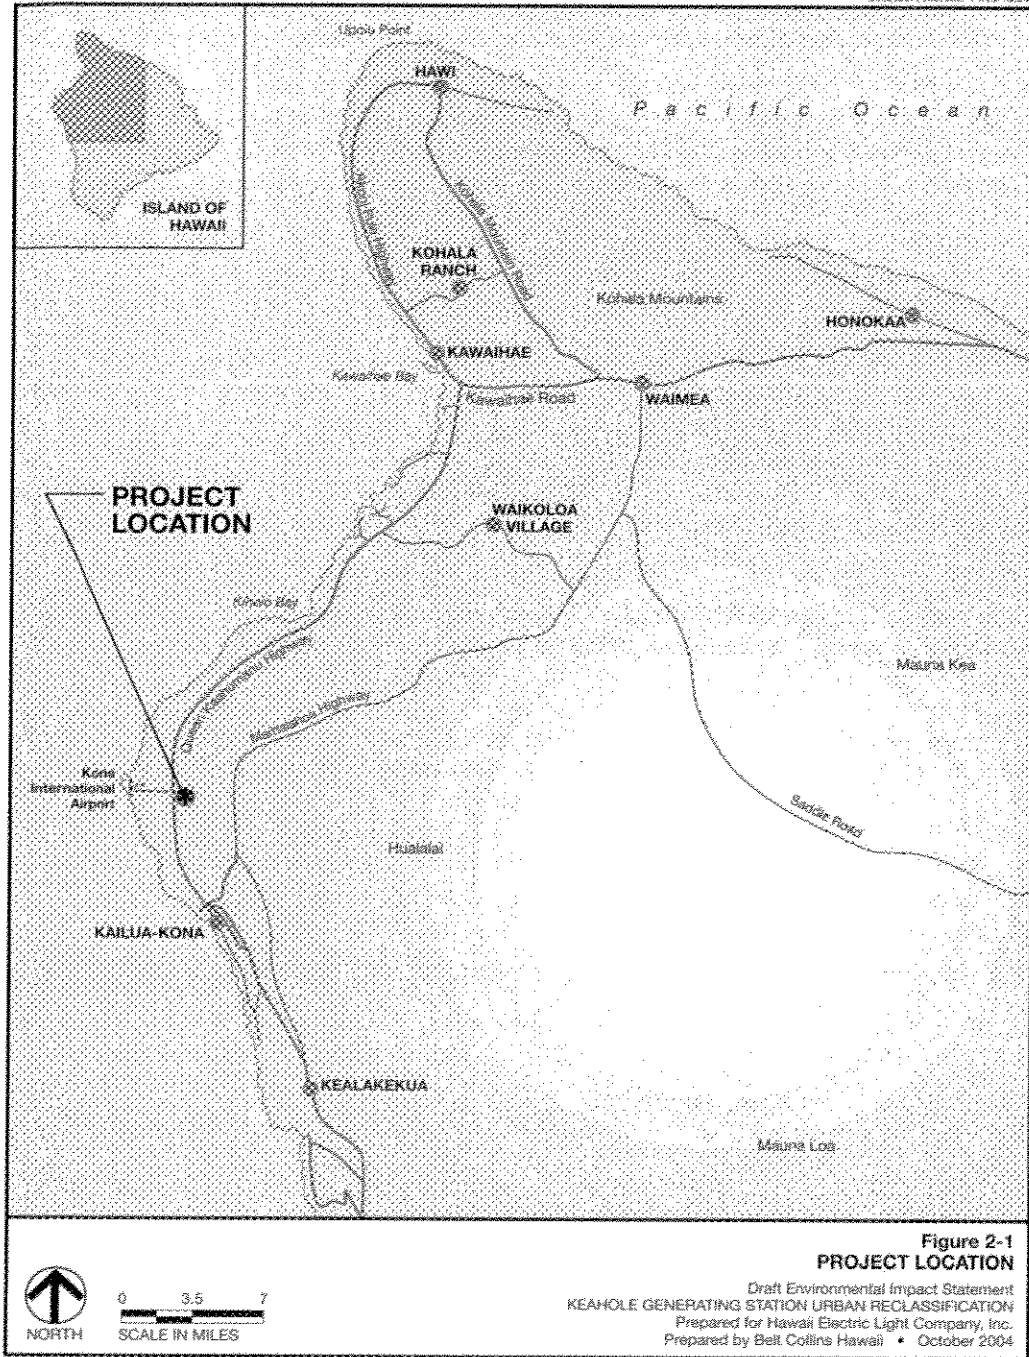 Upolu Point
HAWI
Pacific Ocean
ISLAND OF
HAWAII
Akoni Pule Highway
Kohala Mountain Road
KOHALA
RANCH
Kohala Mountains
HONOKAA
KAWAIHAE
Kawaihae Bay
Kawaihae Road
WAIMEA
PROJECT
LOCATION
WAIKOLOA
VILLAGE
Kiholo Bay
Queen Kaahumanu Highway
Mamalahoa Highway
Mauna Kea
Kona
International
Airport
Saddle Road
Hualalai
KAILUA-KONA
KEALAKEKUA
Mauna Loa
Figure 2-1
PROJECT LOCATION
Draft Environmental Impact Statement
KEAHOLE GENERATING STATION URBAN RECLASSIFICATION
Prepared for Hawaii Electric Light Company, Inc.
Prepared by Belt Collins Hawaii • October 2004
NORTH
0 3.5 7
SCALE IN MILES